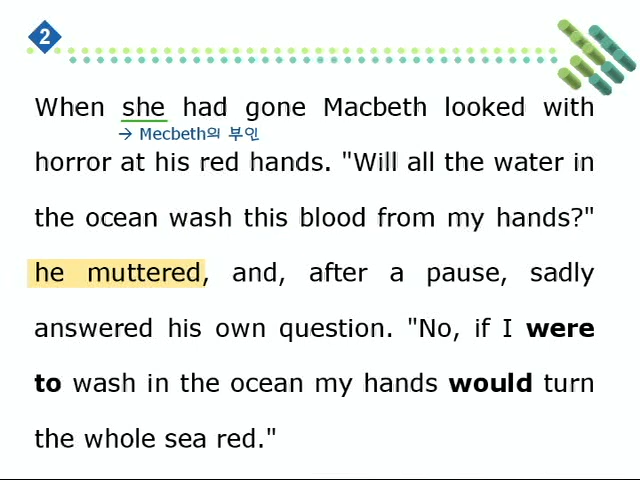 2
When she had gone Macbeth looked with
→ Mecbeth의 부인
horror at his red hands. "Will all the water in
the ocean wash this blood from my hands?"
he muttered, and, after a pause, sadly
answered his own question. "No, if I were
to wash in the ocean my hands would turn
the whole sea red."